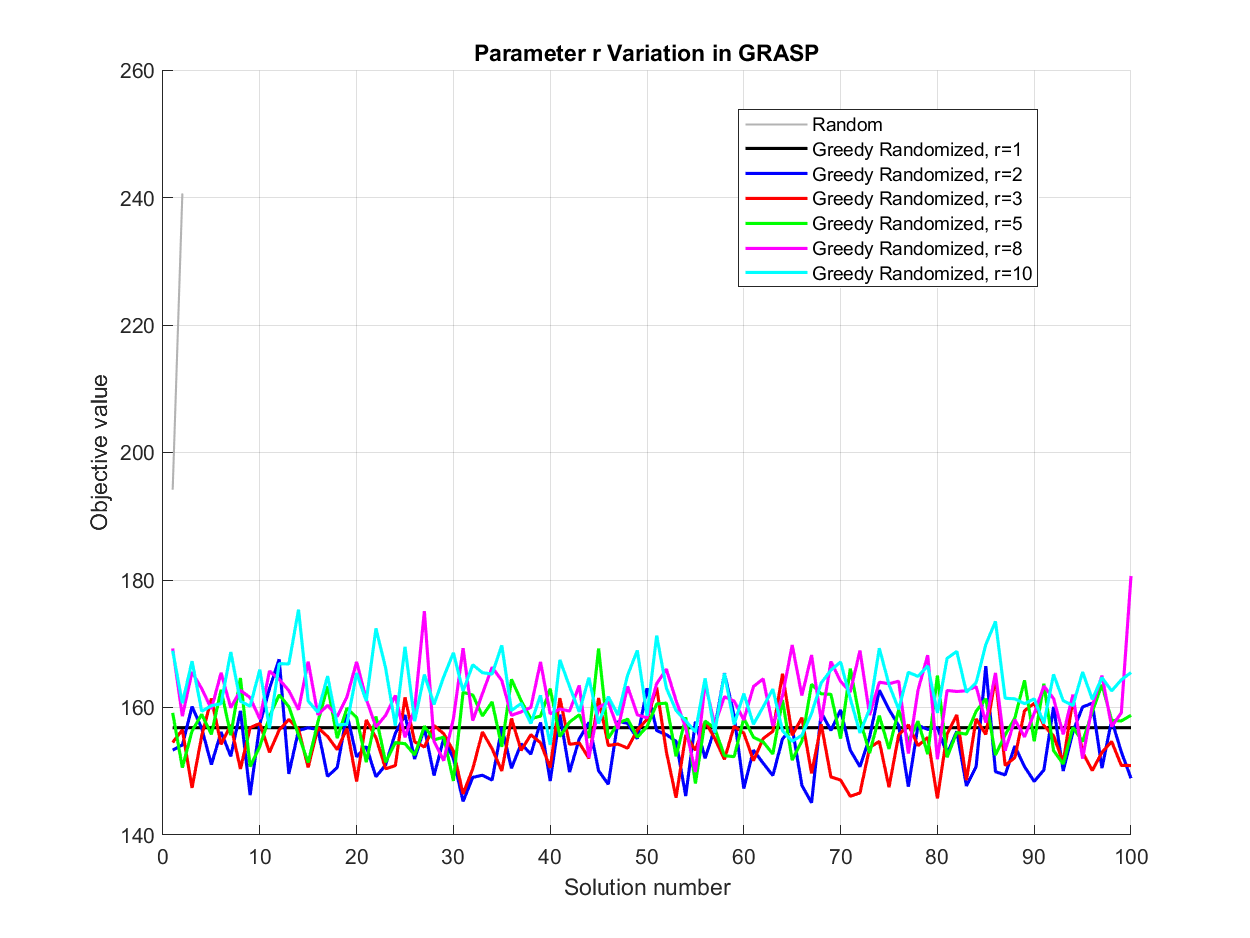 Parameter r Variation in GRASP
260
240
220
200
180
160
140
Objective value
Random
Greedy Randomized, r=1
Greedy Randomized, r=2
Greedy Randomized, r=3
Greedy Randomized, r=5
Greedy Randomized, r=8
Greedy Randomized, r=10
0 10 20 30 40 50 60 70 80 90 100
Solution number